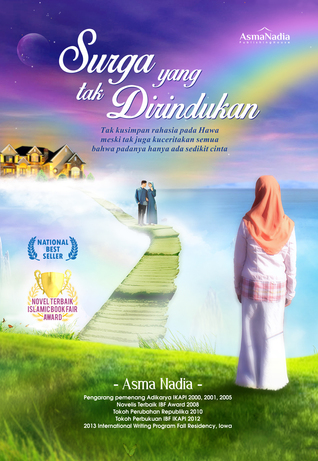 AsmaNadia
Publishing House
Surga yang
tak Dirindukan
Tak kusimpan rahasia pada Hawa
meski tak juga kuceritakan semua
bahwa padanya hanya ada sedikit cinta
NATIONAL
BEST
SELLER
NOVEL TERBAIK
ISLAMIC BOOK FAIR
AWARD
- Asma Nadia -
Pengarang pemenang Adikarya IKAPI 2000, 2001, 2005
Novelis Terbaik IBF Award 2008
Tokoh Perubahan Republika 2010
Tokoh Perbukuan IBF IKAPI 2012
2013 International Writing Program Fall Residency, Iowa